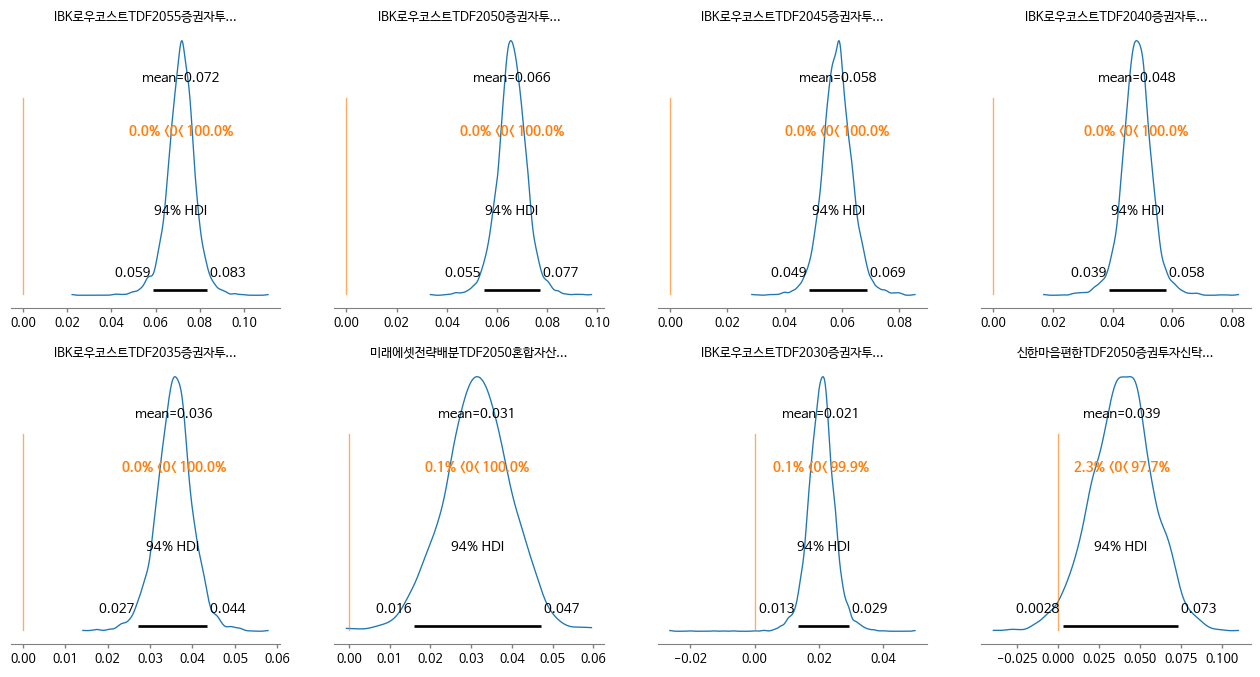 IBK로우코스트TDF2055증권자투...
mean=0.072
0.0% <0< 100.0%
94% HDI
0.059 0.083
0.00 0.02 0.04 0.06 0.08 0.10
IBK로우코스트TDF2050증권자투...
mean=0.066
0.0% <0< 100.0%
94% HDI
0.055 0.077
0.00 0.02 0.04 0.06 0.08 0.10
IBK로우코스트TDF2045증권자투...
mean=0.058
0.0% <0< 100.0%
94% HDI
0.049 0.069
0.00 0.02 0.04 0.06 0.08
IBK로우코스트TDF2040증권자투...
mean=0.048
0.0% <0< 100.0%
94% HDI
0.039 0.058
0.00 0.02 0.04 0.06 0.08
IBK로우코스트TDF2035증권자투...
mean=0.036
0.0% <0< 100.0%
94% HDI
0.027 0.044
0.00 0.01 0.02 0.03 0.04 0.05 0.06
미래에셋전략배분TDF2050혼합자산...
mean=0.031
0.1% <0< 100.0%
94% HDI
0.016 0.047
0.00 0.01 0.02 0.03 0.04 0.05 0.06
IBK로우코스트TDF2030증권자투...
mean=0.021
0.1% <0< 99.9%
94% HDI
0.013 0.029
−0.02 0.00 0.02 0.04
신한마음편한TDF2050증권투자신탁...
mean=0.039
2.3% <0< 97.7%
94% HDI
0.0028 0.073
−0.025 0.000 0.025 0.050 0.075 0.100